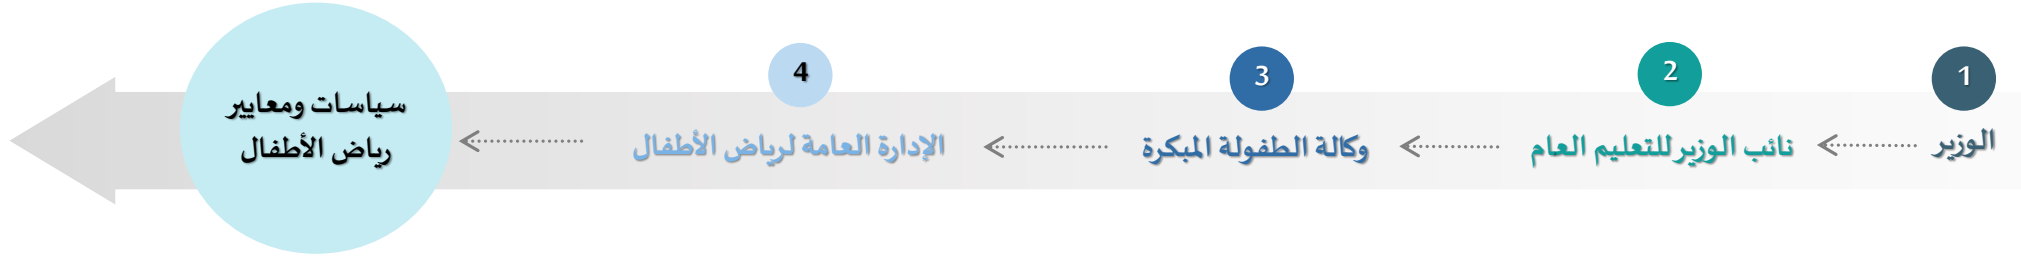 1
الوزير
2
نائب الوزير للتعليم العام
3
وكالة الطفولة المبكرة
4
الإدارة العامة لرياض الأطفال
سياسات ومعايير
رياض الأطفال